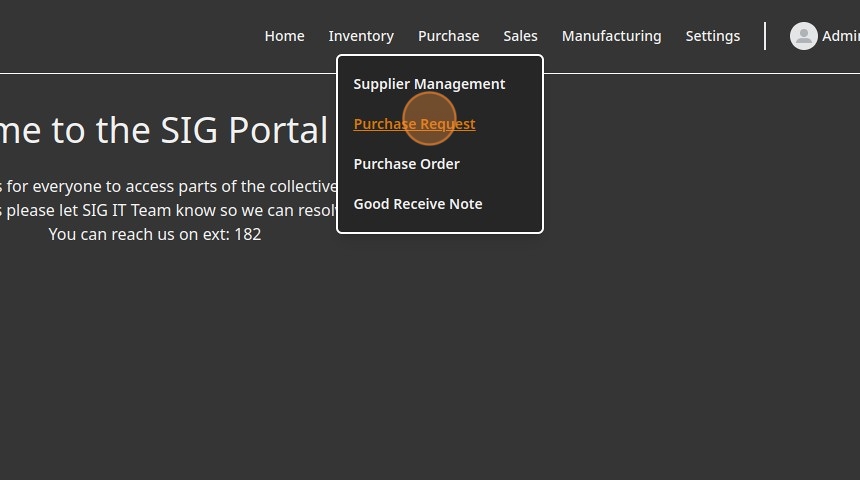 Home Inventory Purchase Sales Manufacturing Settings Admin
Supplier Management
Purchase Request
Purchase Order
Good Receive Note
me to the SIG Portal
s for everyone to access parts of the collective
s please let SIG IT Team know so we can resolv
You can reach us on ext: 182